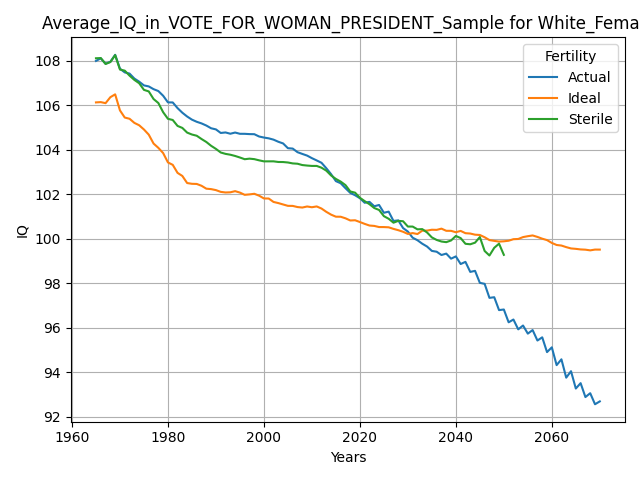 Average_IQ_in_VOTE_FOR_WOMAN_PRESIDENT_Sample for White_Fema
Fertility
Actual
Ideal
Sterile
108
106
104
102
100
98
96
94
92
IQ
1960
1980
2000
2020
2040
2060
Years